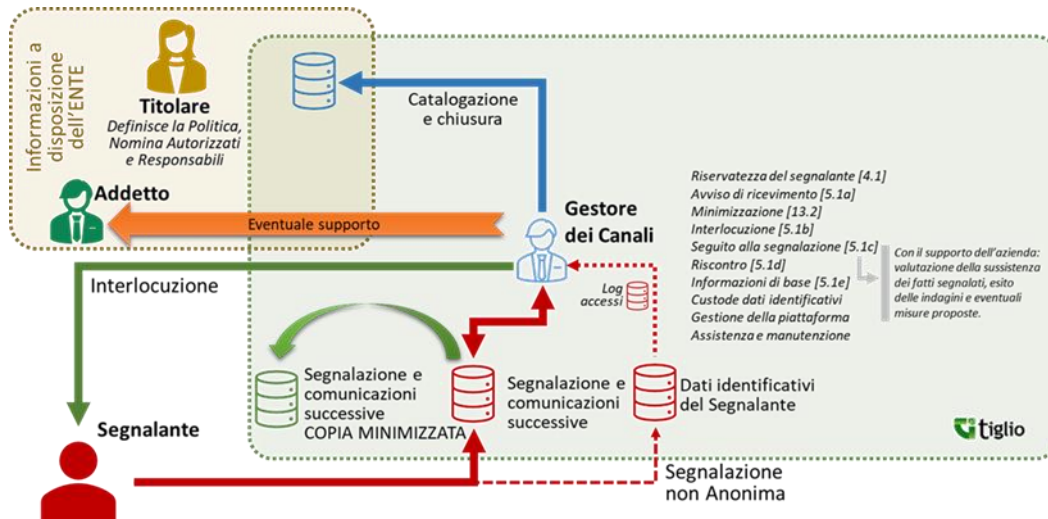 Informazioni a
disposizione
dell'ENTE
Titolare
Definisce la Politica,
Nomina Autorizzati
e Responsabili
Addetto
Eventuale supporto
Catalogazione
e chiusura
Gestore
dei Canali
Interlocuzione
Log
accessi
Riservatezza del segnalante [4.1]
Avviso di ricevimento [5.1a]
Minimizzazione [13.2]
Interlocuzione [5.1b]
Seguito alla segnalazione [5.1c]
Riscontro [5.1d]
Informazioni di base [5.1e]
Custode dati identificativi
Gestione della piattaforma
Assistenza e manutenzione
Con il supporto dell'azienda:
valutazione della sussistenza
dei fatti segnalati, esito
delle indagini e eventuali
misure proposte.
Segnalazione e
comunicazioni
successive
COPIA MINIMIZZATA
Segnalazione e
comunicazioni
successive
Dati identificativi
del Segnalante
Segnalante
tiglio
Segnalazione
non Anonima